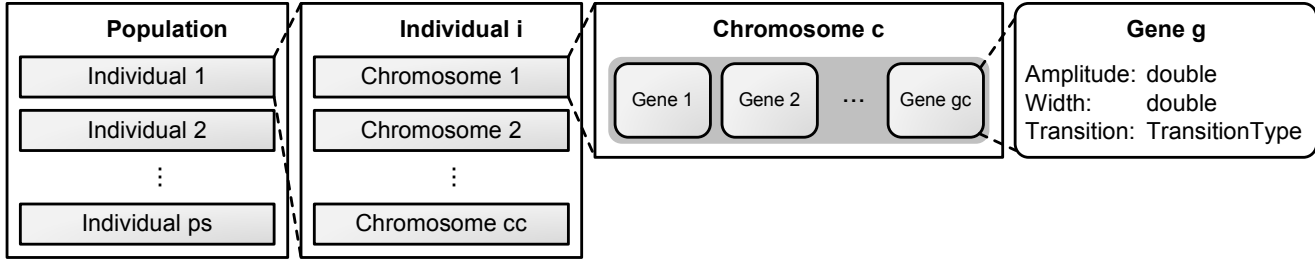 Population
Individual 1
Individual 2
⋮
Individual ps
Individual i
Chromosome 1
Chromosome 2
⋮
Chromosome cc
Chromosome c
Gene 1 Gene 2 ... Gene gc
Gene g
Amplitude: double
Width: double
Transition: TransitionType